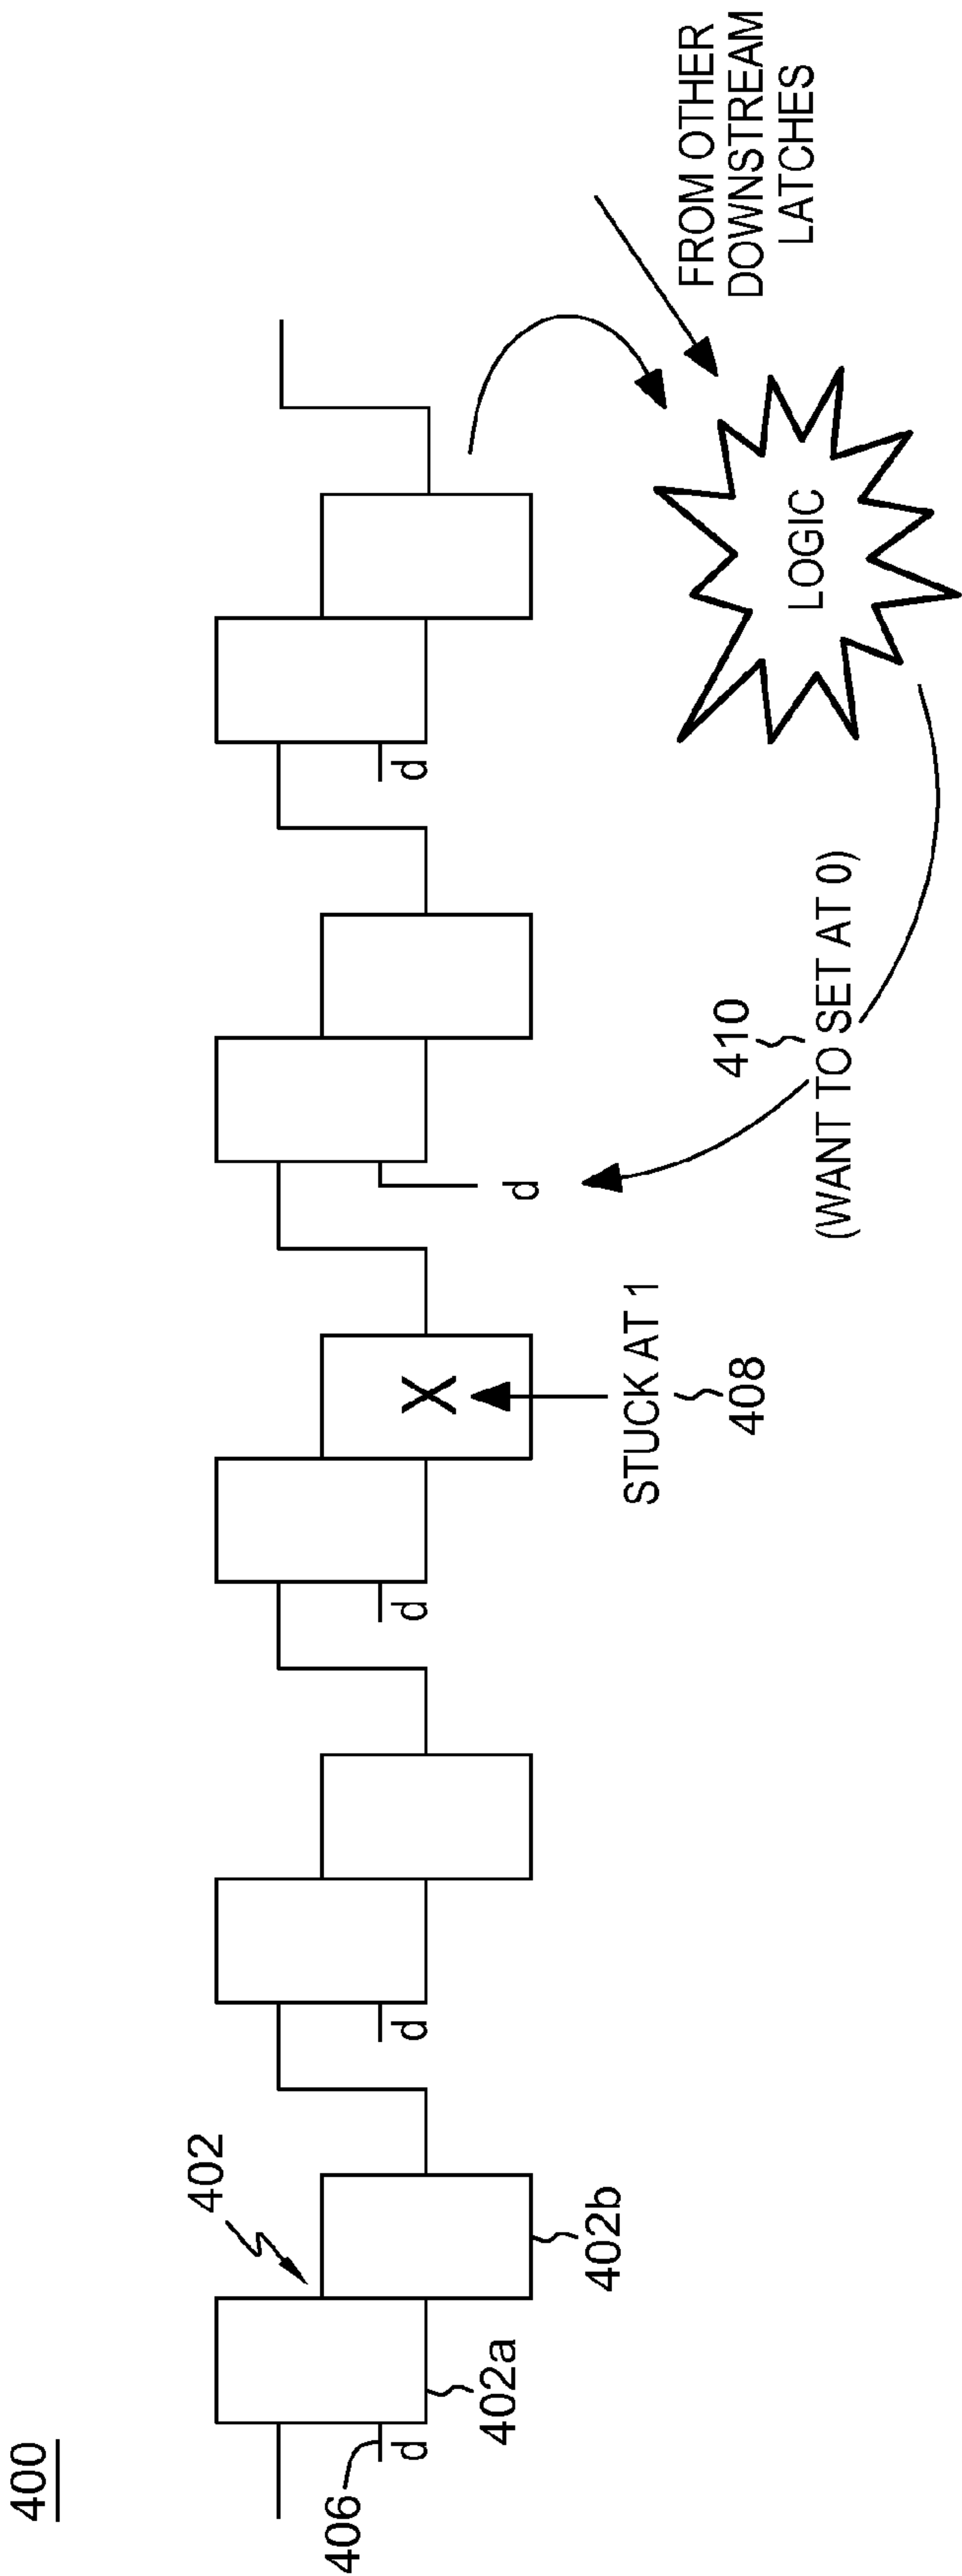 400
402
406
d
402a
402b
d
d
X
STUCK AT 1
408
d
410
(WANT TO SET AT 0)
d
LOGIC
FROM OTHER
DOWNSTREAM
LATCHES